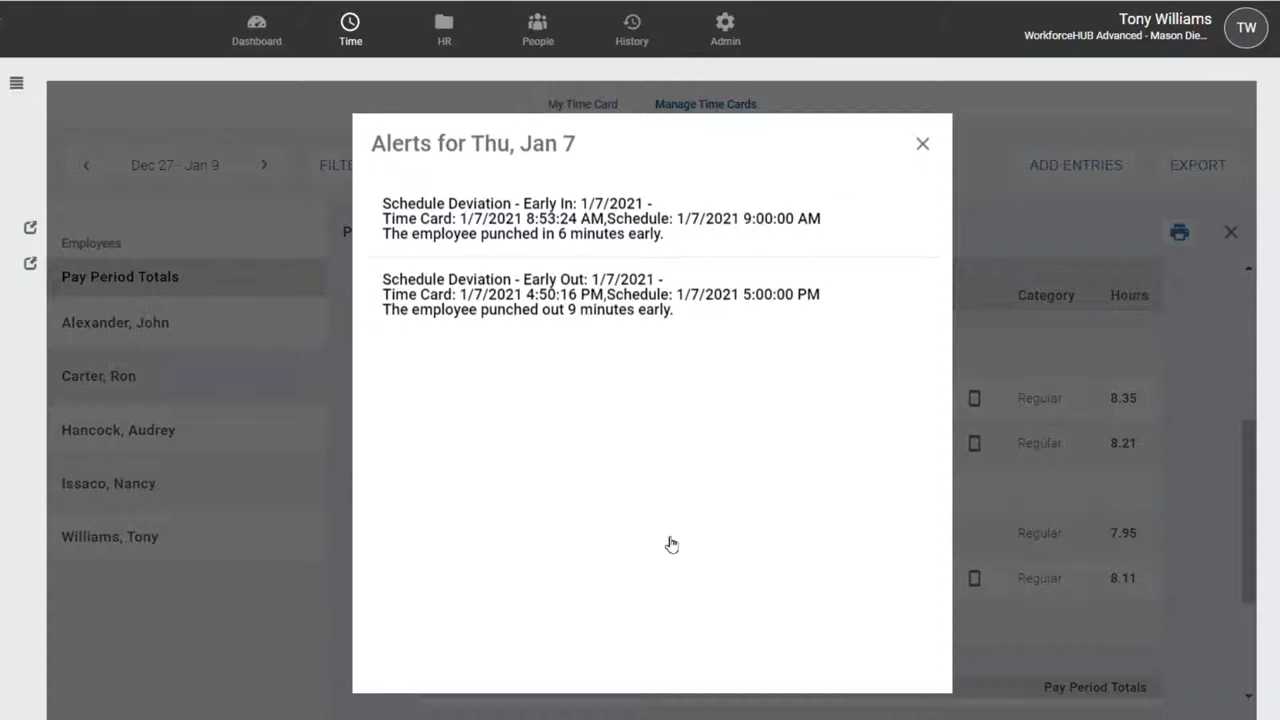 Dashboard
Time
HR
People
History
Admin
Tony Williams
WorkforceHUB Advanced - Mason Die...
TW
My Time Card
Manage Time Cards
Dec 27 - Jan 9
FILTE
ADD ENTRIES
EXPORT
Employees
Pay Period Totals
Alexander, John
Carter, Ron
Hancock, Audrey
Issaco, Nancy
Williams, Tony
P
Alerts for Thu, Jan 7
Schedule Deviation - Early In: 1/7/2021 -
Time Card: 1/7/2021 8:53:24 AM,Schedule: 1/7/2021 9:00:00 AM
The employee punched in 6 minutes early.
Schedule Deviation - Early Out: 1/7/2021 -
Time Card: 1/7/2021 4:50:16 PM,Schedule: 1/7/2021 5:00:00 PM
The employee punched out 9 minutes early.
Category Hours
Regular 8.35
Regular 8.21
Regular 7.95
Regular 8.11
Pay Period Totals